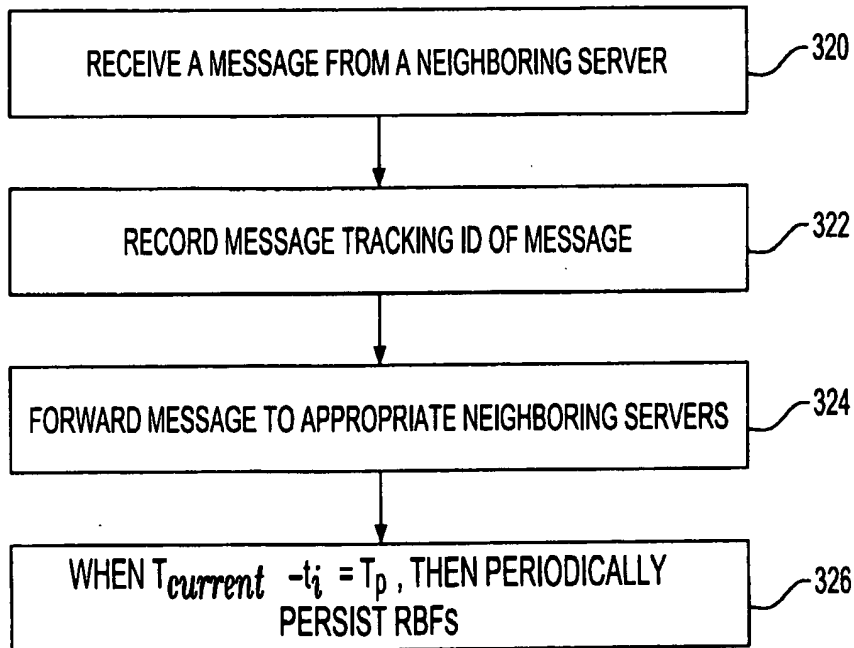 RECEIVE A MESSAGE FROM A NEIGHBORING SERVER
320
RECORD MESSAGE TRACKING ID OF MESSAGE
322
FORWARD MESSAGE TO APPROPRIATE NEIGHBORING SERVERS
324
WHEN Tcurrent -ti = Tp , THEN PERIODICALLY
PERSIST RBFS
326